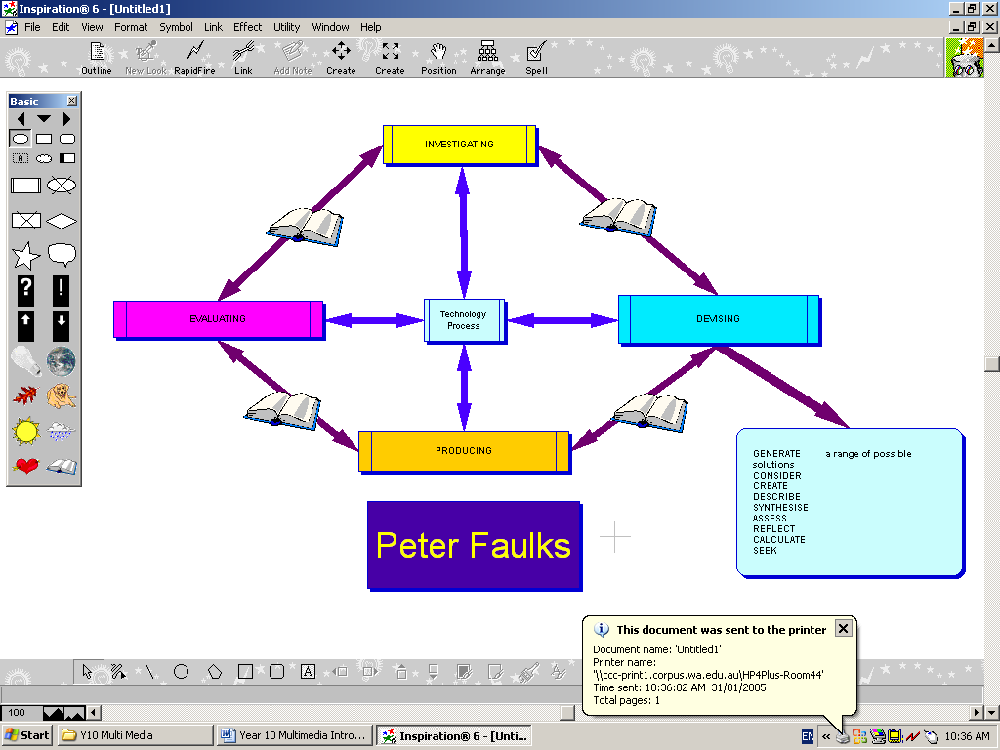 Inspiration® 6 - [Untitled1]
File Edit View Format Symbol Link Effect Utility Window Help
Outline New Look RapidFire Link Add Note Create Create Position Arrange Spell
Basic
A
? !
INVESTIGATING
EVALUATING
Technology
Process
DEVISING
PRODUCING
Peter Faulks
GENERATE a range of possible
solutions
CONSIDER
CREATE
DESCRIBE
SYNTHESISE
ASSESS
REFLECT
CALCULATE
SEEK
This document was sent to the printer
Document name: 'Untitled1'
Printer name:
'\\ccc-print1.corpus.wa.edu.au\HP4Plus-Room44'
Time sent: 10:36:02 AM 31/01/2005
Total pages: 1
A
100
Start Y10 Multi Media Year 10 Multimedia Intro... Inspiration® 6 - [Unti... EN « 10:36 AM